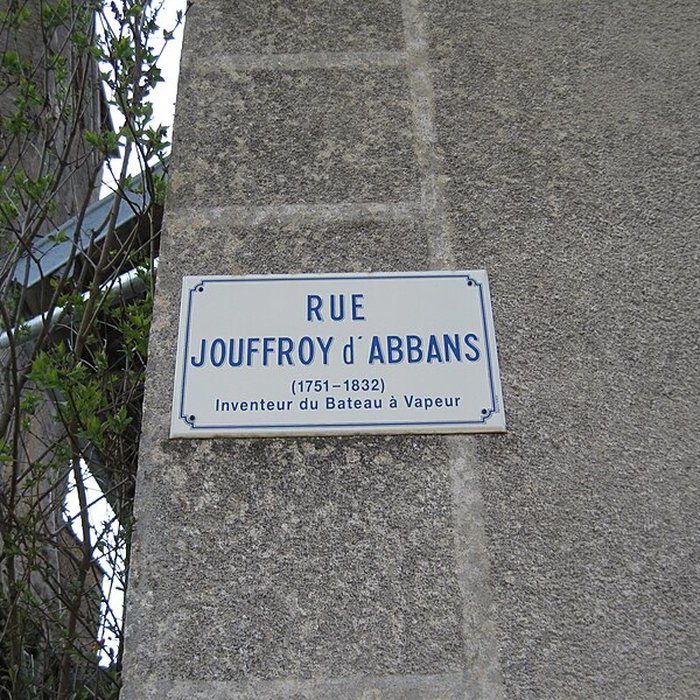 RUE
JOUFFROY d'ABBANS
(1751-1832)
Inventeur du Bateau à Vapeur